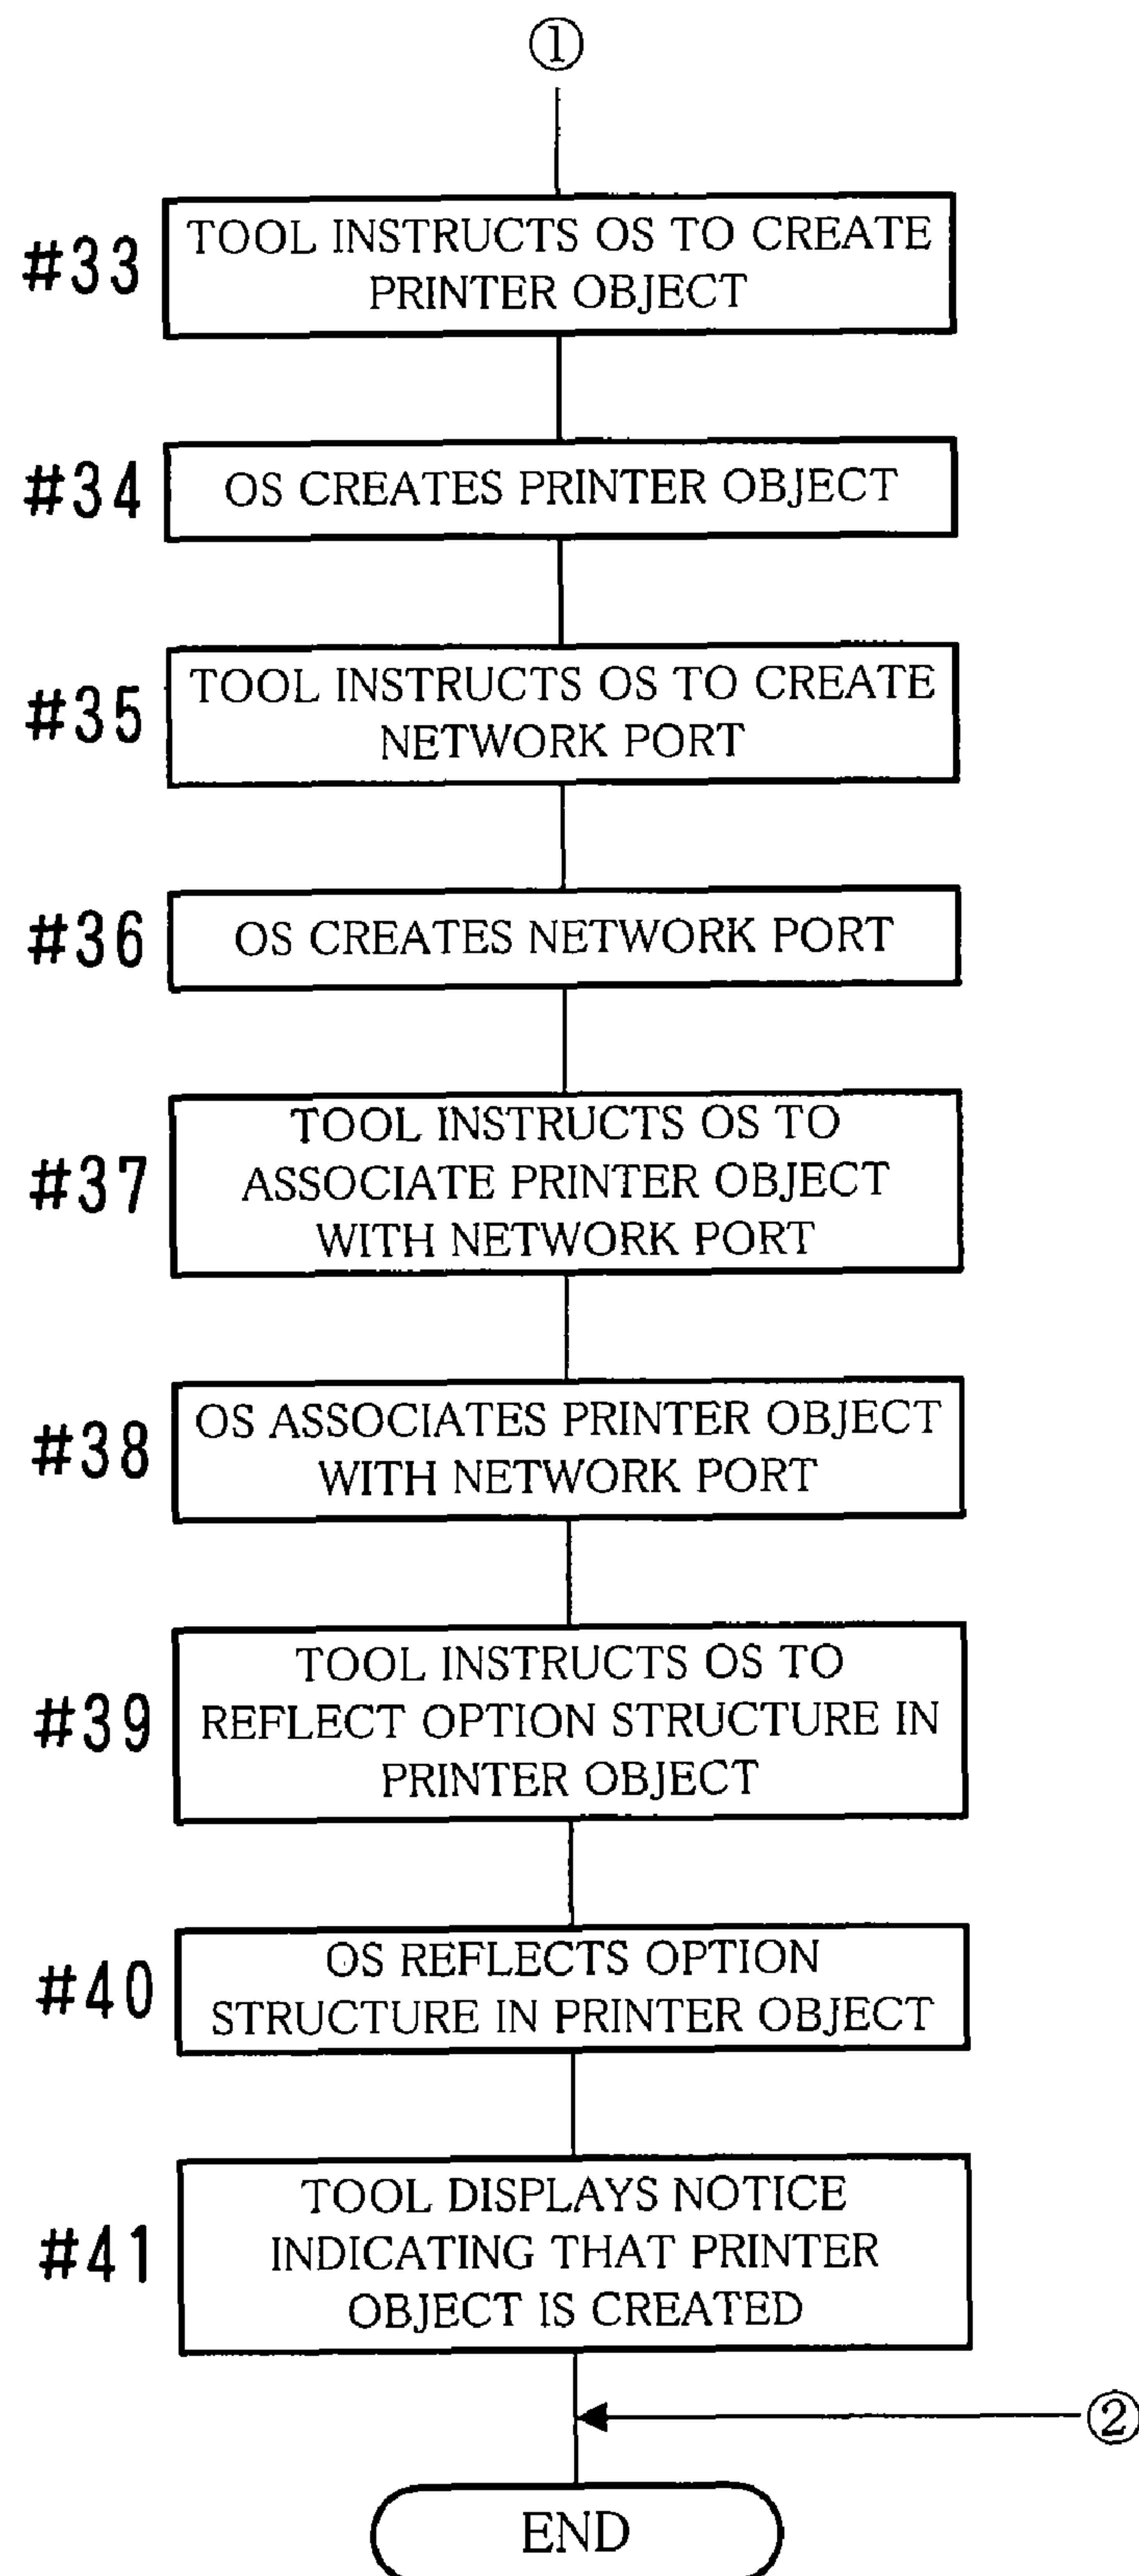 ①
#33
TOOL INSTRUCTS OS TO CREATE
PRINTER OBJECT
#34
OS CREATES PRINTER OBJECT
#35
TOOL INSTRUCTS OS TO CREATE
NETWORK PORT
#36
OS CREATES NETWORK PORT
#37
TOOL INSTRUCTS OS TO
ASSOCIATE PRINTER OBJECT
WITH NETWORK PORT
#38
OS ASSOCIATES PRINTER OBJECT
WITH NETWORK PORT
#39
TOOL INSTRUCTS OS TO
REFLECT OPTION STRUCTURE IN
PRINTER OBJECT
#40
OS REFLECTS OPTION
STRUCTURE IN PRINTER OBJECT
#41
TOOL DISPLAYS NOTICE
INDICATING THAT PRINTER
OBJECT IS CREATED
②
END